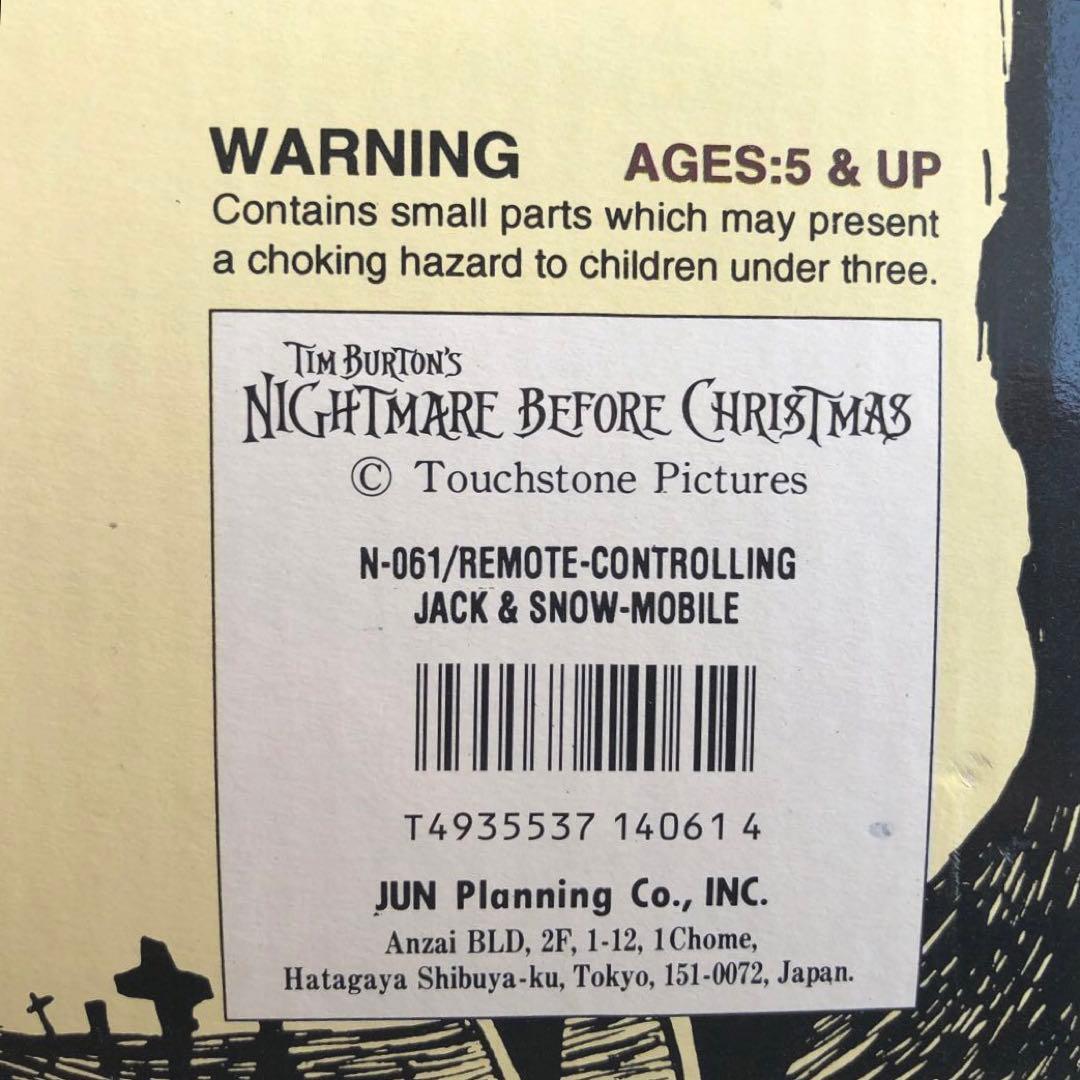 WARNING AGES:5 & UP
Contains small parts which may present
a choking hazard to children under three.
TIM BURTON'S
NIGHTMARE BEFORE CHRISTMAS
© Touchstone Pictures
N-061/REMOTE-CONTROLLING
JACK & SNOW-MOBILE
T4935537 140614
JUN Planning Co., INC.
Anzai BLD, 2F, 1-12, 1Chome,
Hatagaya Shibuya-ku, Tokyo, 151-0072, Japan.